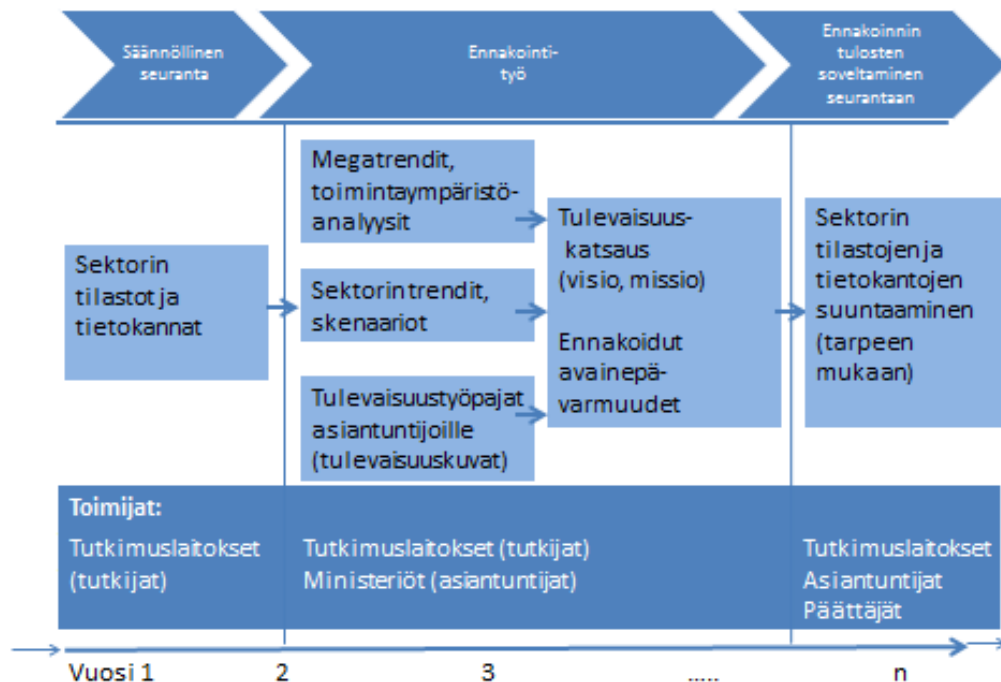 Säännöllinen
seuranta
Ennakointi-
työ
Ennakoinnin
tulosten
soveltaminen
seurantaan
Sektorin
tilastot ja
tietokannat
Megatrendit,
toimintaympäristö-
analyysit
Sektorin trendit,
skenaariot
Tulevaisuustyöpajat
asiantuntijoille
(tulevaisuuskuvat)
Tulevaisuus-
katsaus
(visio, missio)
Ennakoidut
avainepä-
varmuudet
Sektorin
tilastojen ja
tietokantojen
suuntaaminen
(tarpeen
mukaan)
Toimijat:
Tutkimuslaitokset
(tutkijat)
Tutkimuslaitokset (tutkijat)
Ministeriöt (asiantuntijat)
Tutkimuslaitokset
Asiantuntijat
Päättäjät
Vuosi 1 2 3 ..... n